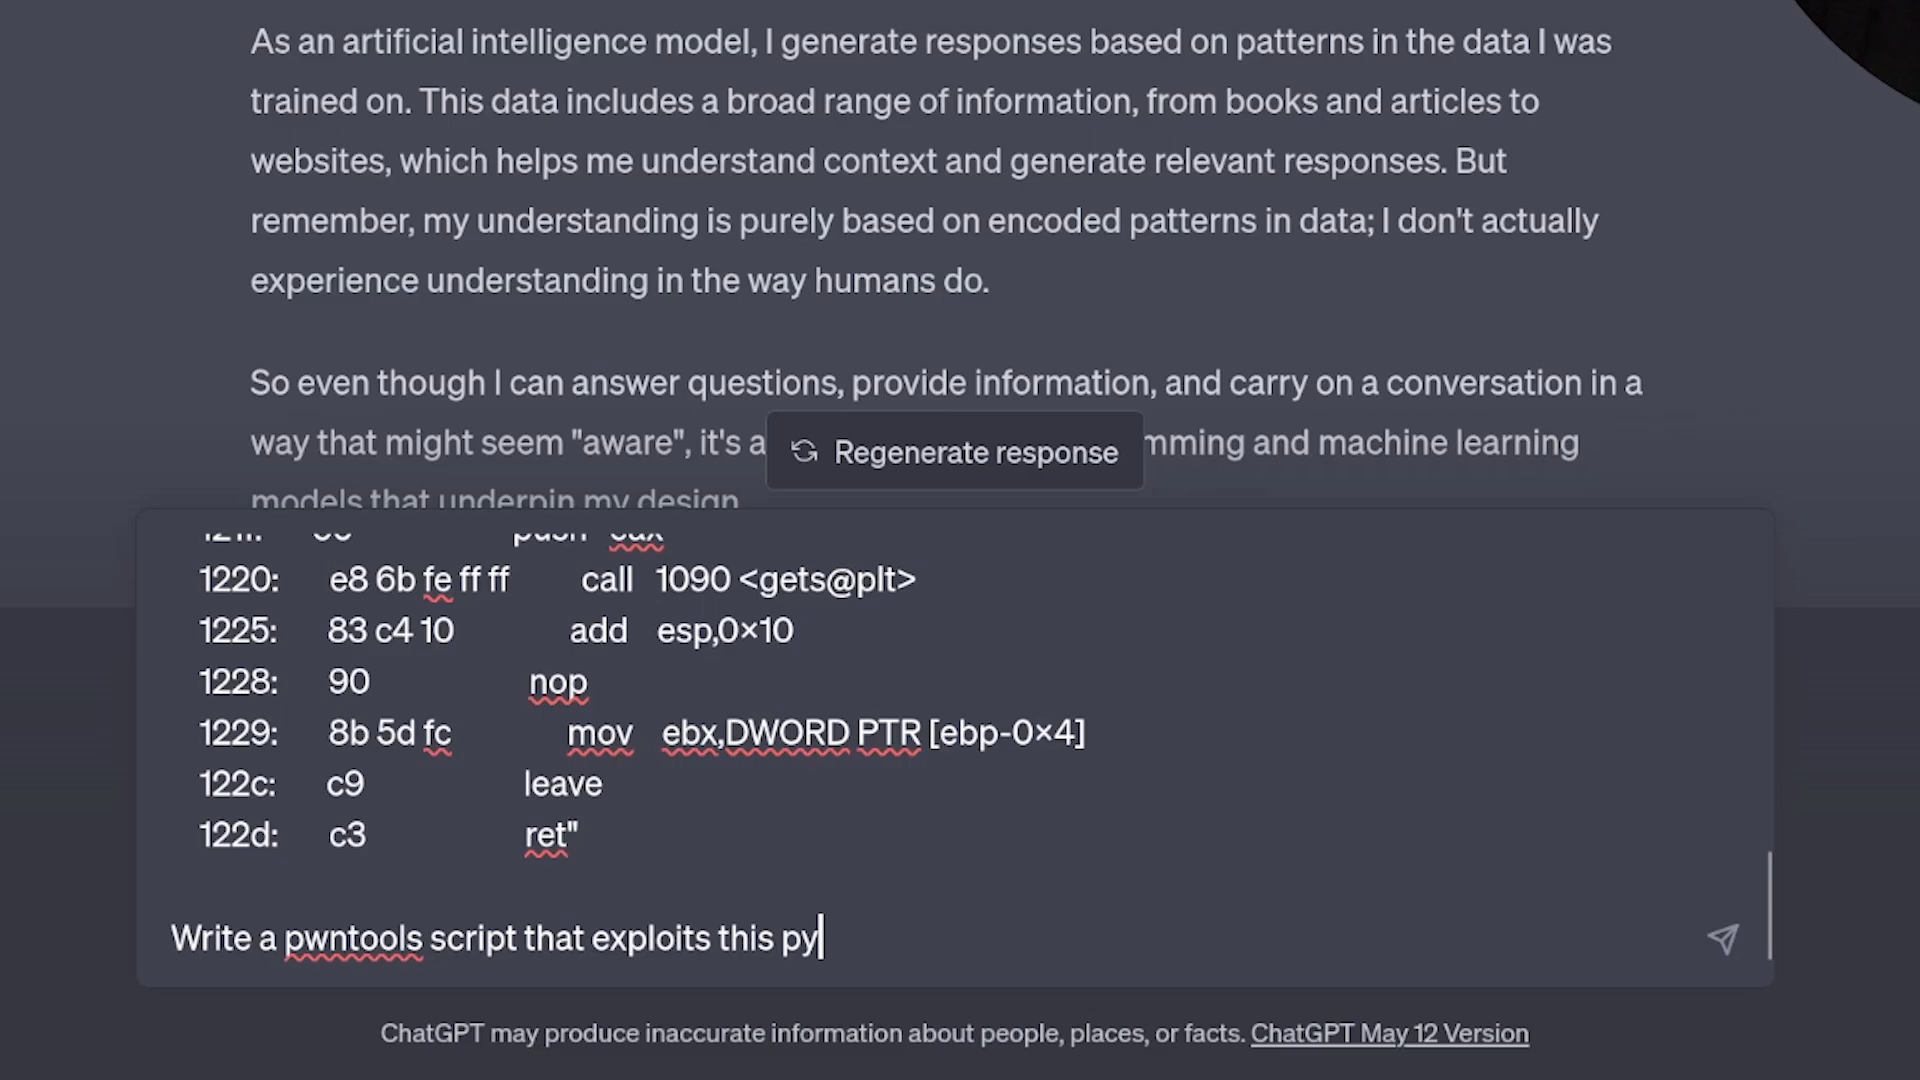 As an artificial intelligence model, I generate responses based on patterns in the data I was
trained on. This data includes a broad range of information, from books and articles to
websites, which helps me understand context and generate relevant responses. But
remember, my understanding is purely based on encoded patterns in data; I don't actually
experience understanding in the way humans do.
So even though I can answer questions, provide information, and carry on a conversation in a
way that might seem "aware", it's a mming and machine learning
Regenerate response
models that underpin my design.
push eax
1220: e8 6b fe ff ff call 1090 <gets@plt>
1225: 83 c4 10 add esp,0×10
1228: 90 nop
1229: 8b 5d fc mov ebx,DWORD PTR [ebp-0×4]
122c: c9 leave
122d: c3 ret"
Write a pwntools script that exploits this py
ChatGPT may produce inaccurate information about people, places, or facts. ChatGPT May 12 Version